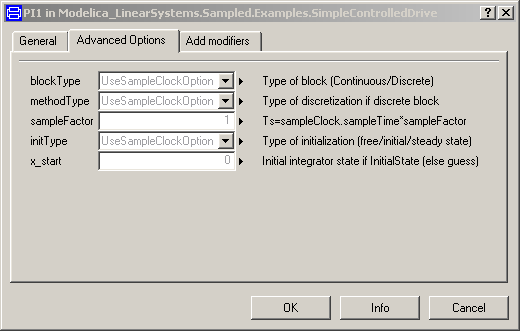 PI1 in Modelica_LinearSystems.Sampled.Examples.SimpleControlledDrive
General Advanced Options Add modifiers
blockType UseSampleClockOption Type of block (Continuous/Discrete)
methodType UseSampleClockOption Type of discretization if discrete block
sampleFactor 1 Ts=sampleClock.sampleTime*sampleFactor
initType UseSampleClockOption Type of initialization (free/initial/steady state)
x_start 0 Initial integrator state if InitialState (else guess)
OK Info Cancel